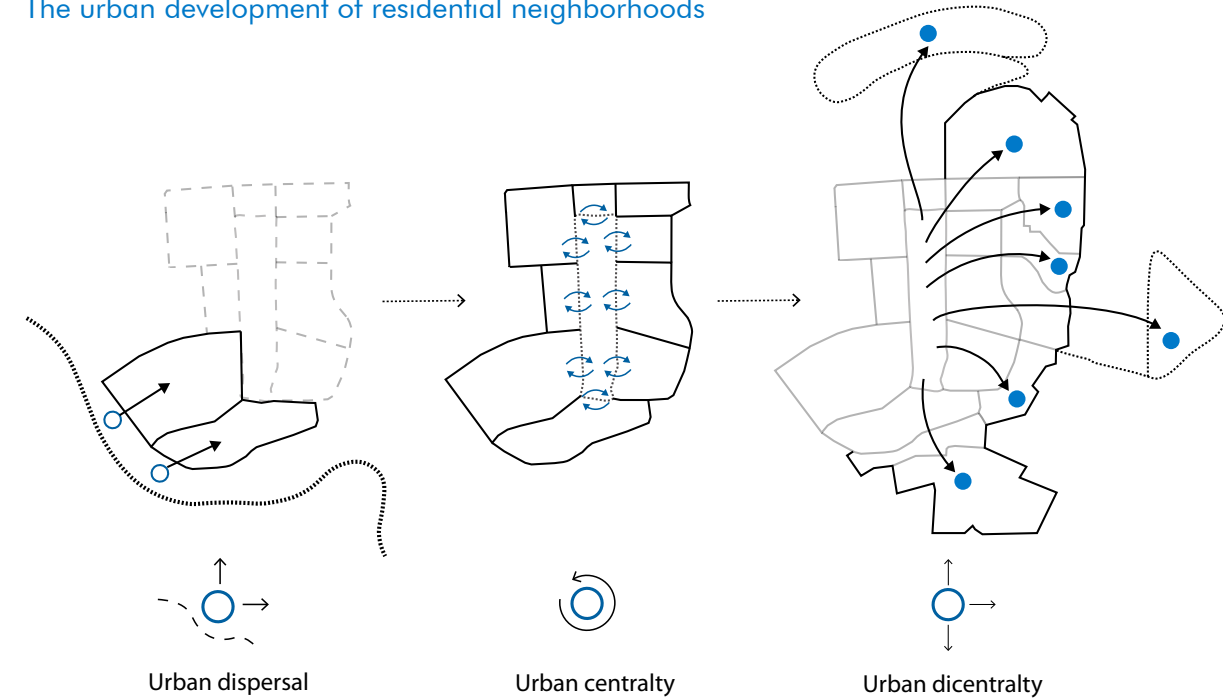 The urban development of residential neighborhoods
Urban dispersal
Urban centralty
Urban dicentralty